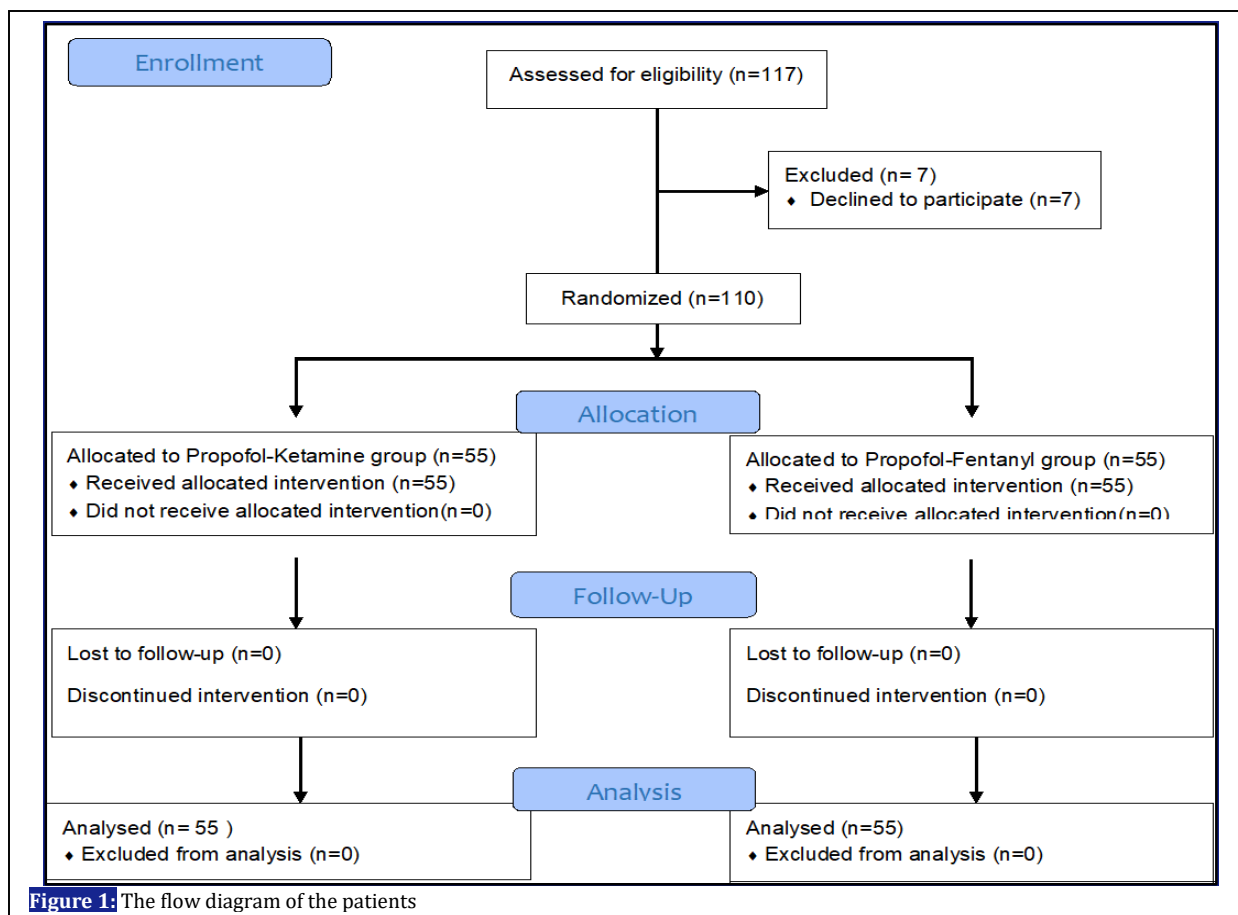 Enrollment
Assessed for eligibility (n=117)
Excluded (n= 7)
♦ Declined to participate (n=7)
Randomized (n=110)
Allocation
Allocated to Propofol-Ketamine group (n=55)
♦ Received allocated intervention (n=55)
♦ Did not receive allocated intervention(n=0)
Allocated to Propofol-Fentanyl group (n=55)
♦ Received allocated intervention (n=55)
♦ Did not receive allocated intervention(n=0)
Follow-Up
Lost to follow-up (n=0)
Discontinued intervention (n=0)
Lost to follow-up (n=0)
Discontinued intervention (n=0)
Analysis
Analysed (n= 55 )
♦ Excluded from analysis (n=0)
Analysed (n=55)
♦ Excluded from analysis (n=0)
Figure 1: The flow diagram of the patients